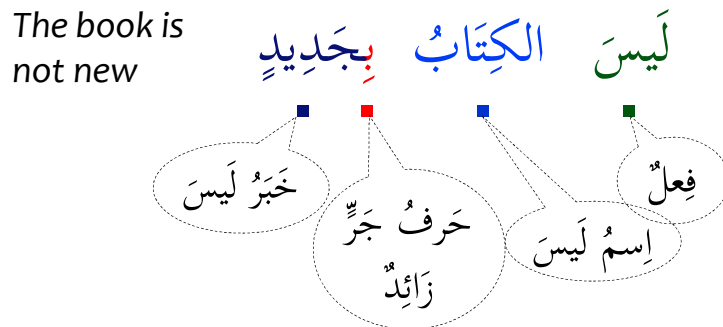 The book is
not new
لَيسَ الكِتَابُ بِجَدِيدٍ
فِعلٌ
اِسمُ لَيسَ
حَرفُ جَرٍّ
زَائِدٌ
خَبَرُ لَيسَ